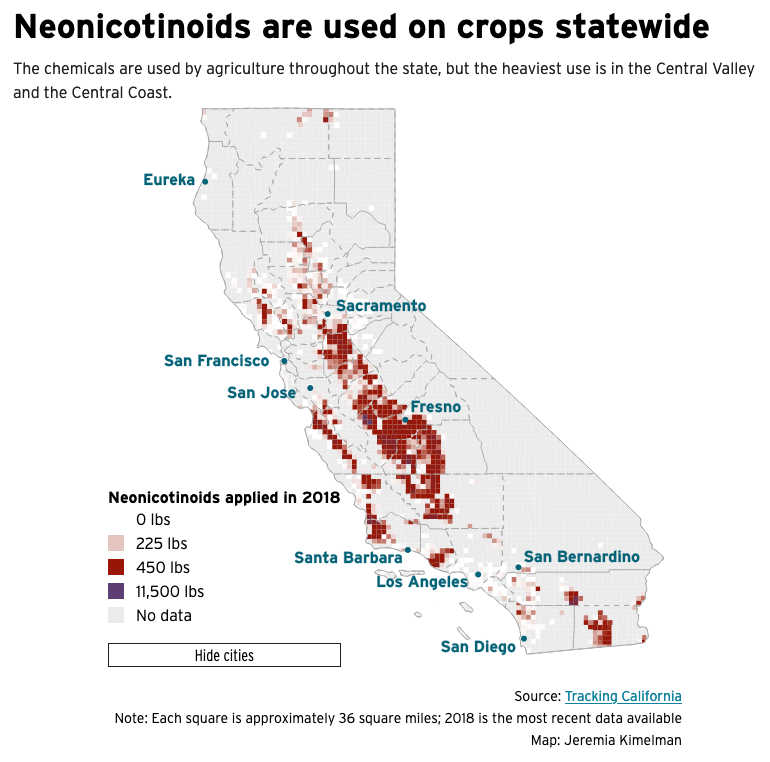 Neonicotinoids are used on crops statewide
The chemicals are used by agriculture throughout the state, but the heaviest use is in the Central Valley
and the Central Coast.
Eureka
Sacramento
San Francisco
San Jose
Fresno
Neonicotinoids applied in 2018
0 lbs
225 lbs
450 lbs
11,500 lbs
No data
Santa Barbara
San Bernardino
Los Angeles
San Diego
Hide cities
Source: Tracking California
Note: Each square is approximately 36 square miles; 2018 is the most recent data available
Map: Jeremia Kimelman